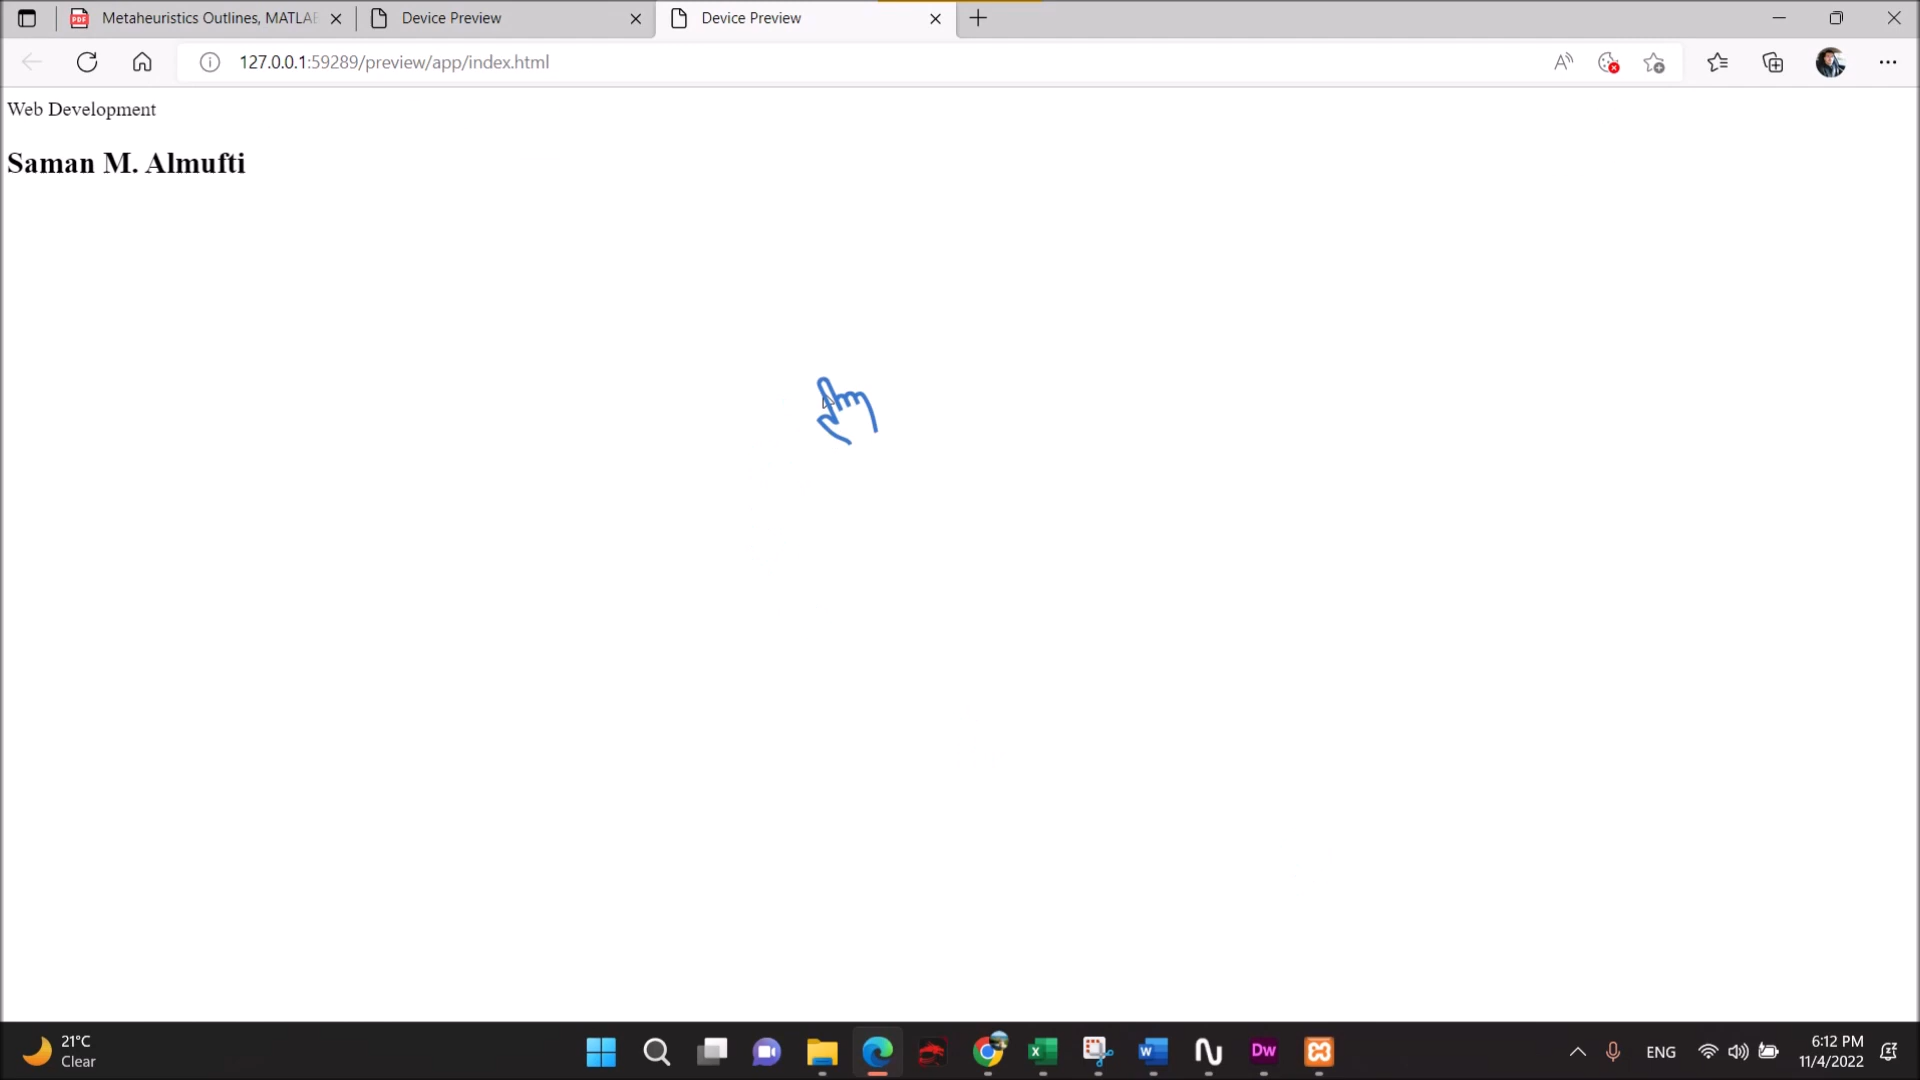 Metaheuristics Outlines, MATLAB
Device Preview
Device Preview
127.0.0.1:59289/preview/app/index.html
Web Development
Saman M. Almufti
21°C
Clear
Dw
ENG
6:12 PM
11/4/2022